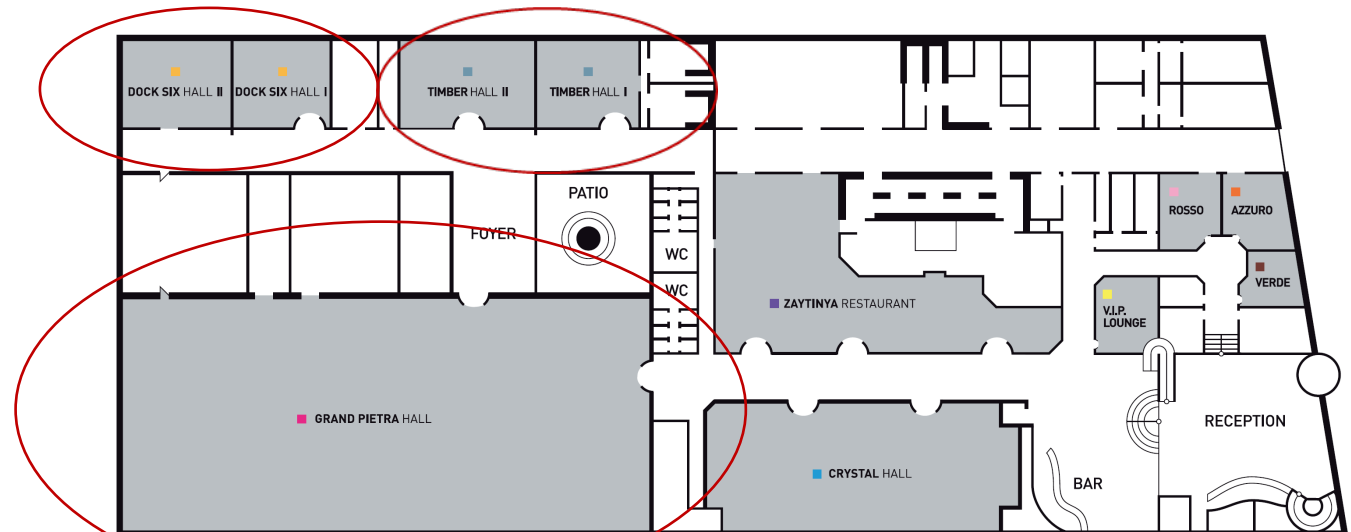 DOCK SIX HALL II
DOCK SIX HALL I
TIMBER HALL II
TIMBER HALL I
PATIO
FOYER
WC
WC
ROSSO
AZZURO
VERDE
V.I.P.
LOUNGE
ZAYTINYA RESTAURANT
GRAND PIETRA HALL
CRYSTAL HALL
RECEPTION
BAR